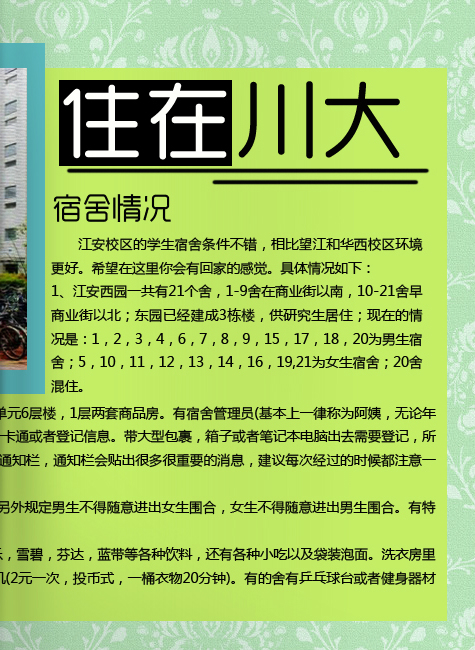 住在川大
宿舍情况
江安校区的学生宿舍条件不错，相比望江和华西校区环境
更好。希望在这里你会有回家的感觉。具体情况如下：
1、江安西园一共有21个舍，1-9舍在商业街以南，10-21舍早
商业街以北；东园已经建成3栋楼，供研究生居住；现在的情
况是：1，2，3，4，6，7，8，9，15，17，18，20为男生宿
舍；5，10，11，12，13，14，16，19,21为女生宿舍；20舍
混住。
单元6层楼，1层两套商品房。有宿舍管理员(基本上一律称为阿姨，无论年
卡通或者登记信息。带大型包裹，箱子或者笔记本电脑出去需要登记，所
通知栏，通知栏会贴出很多很重要的消息，建议每次经过的时候都注意一
另外规定男生不得随意进出女生围合，女生不得随意进出男生围合。有特
，雪碧，芬达，蓝带等各种饮料，还有各种小吃以及袋装泡面。洗衣房里
(2元一次，投币式，一桶衣物20分钟)。有的舍有乒乓球台或者健身器材